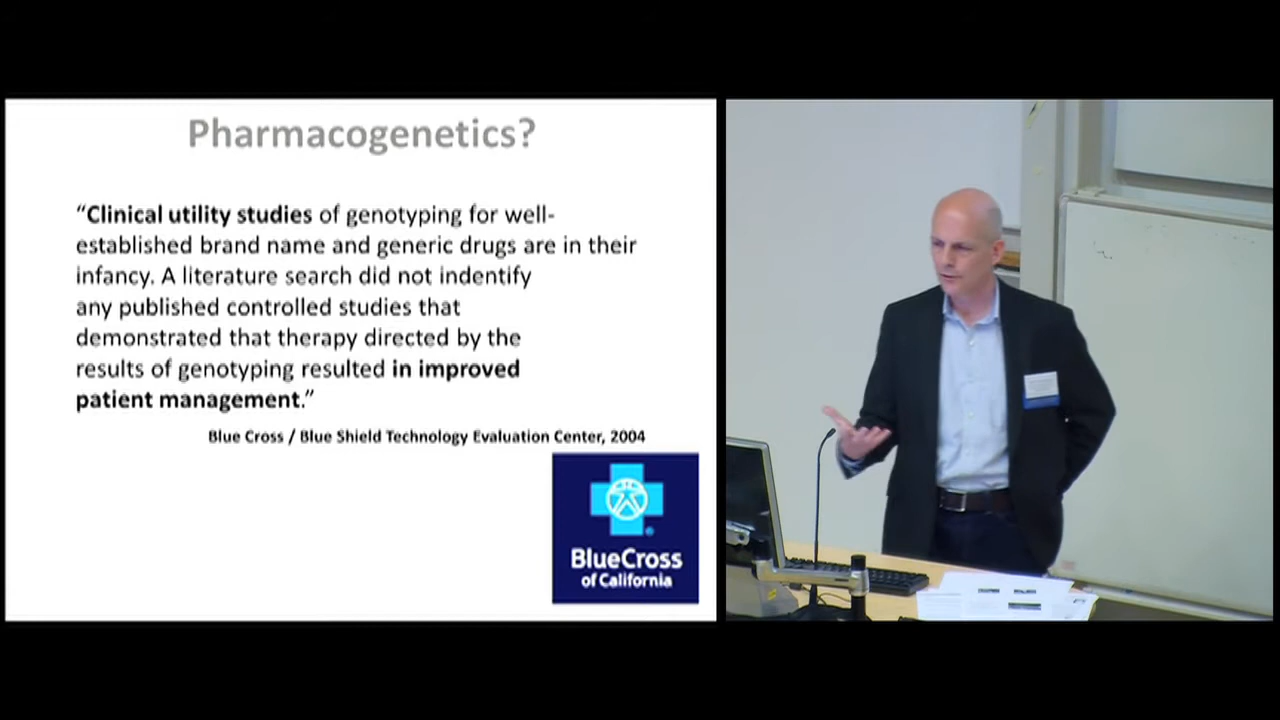 Pharmacogenetics?
“Clinical utility studies of genotyping for well-
established brand name and generic drugs are in their
infancy. A literature search did not indentify
any published controlled studies that
demonstrated that therapy directed by the
results of genotyping resulted in improved
patient management.”
Blue Cross / Blue Shield Technology Evaluation Center, 2004
BlueCross
of California